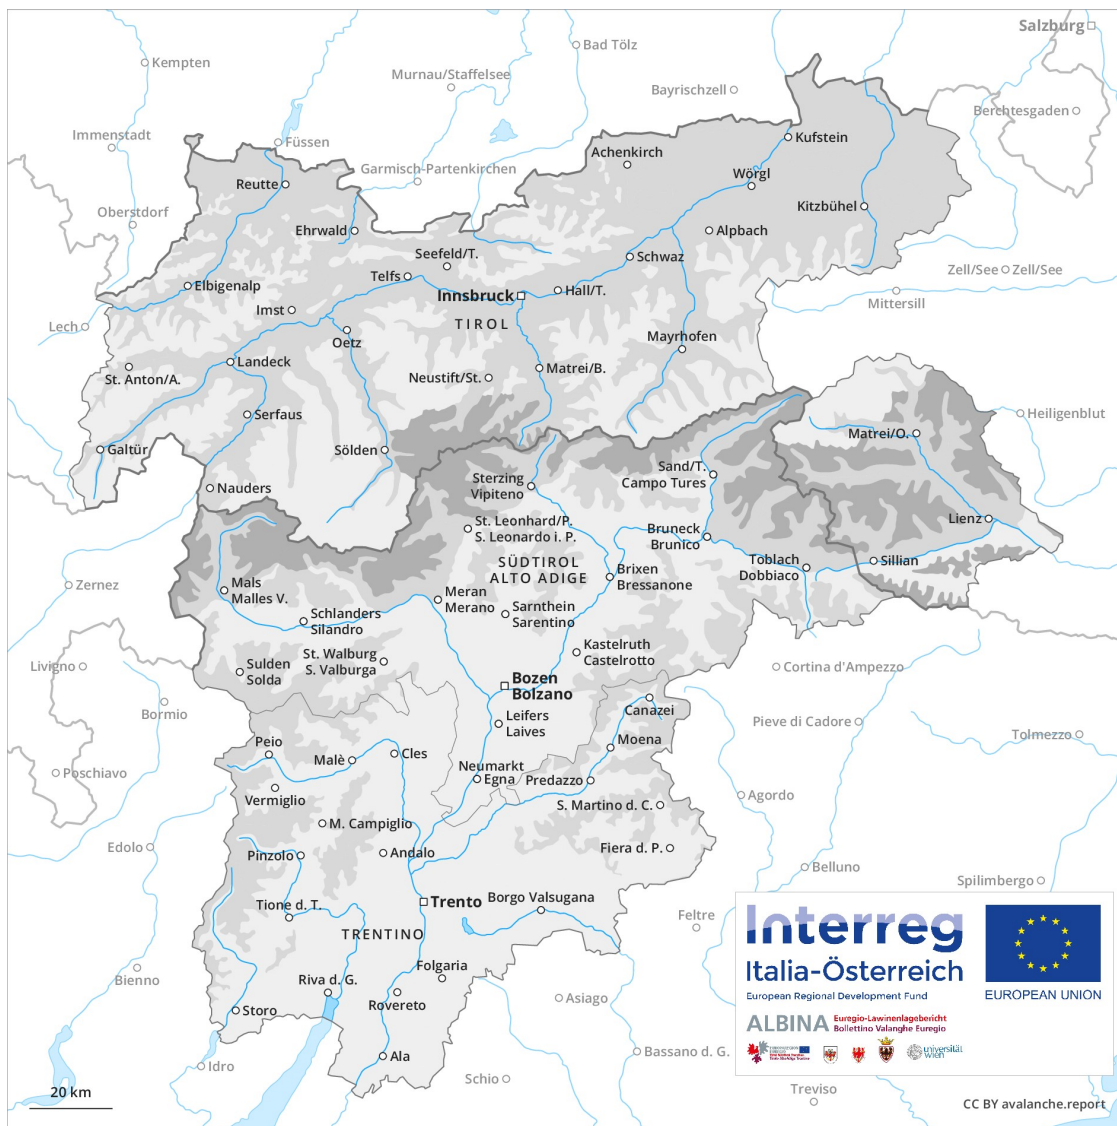 Salzburg
Bad Tölz
Kempten
Murnau/Staffelsee
Bayrischzell
Berchtesgaden
Immenstadt
Füssen
Kufstein
Achenkirch
Garmisch-Partenkirchen
Wörgl
Reutte
Oberstdorf
Kitzbühel
Ehrwald
Alpbach
Seefeld/T.
Schwaz
Telfs
Zell/See
Zell/See
Elbigenalp
Innsbruck
Hall/T.
Mittersill
Imst
TIROL
Lech
Oetz
Mayrhofen
Landeck
Matrei/B.
St. Anton/A.
Neustift/St.
Serfaus
Heiligenblut
Matrei/O.
Galtür
Sölden
Sterzing
Vipiteno
Sand/T.
Campo Tures
Nauders
St. Leonhard/P.
S. Leonardo i. P.
Lienz
Bruneck
Brunico
SÜDTIROL
ALTO ADIGE
Toblach
Dobbiaco
Sillian
Brixen
Bressanone
Zernez
Mals
Malles V.
Meran
Merano
Schlanders
Silandro
Sarnthein
Sarentino
Kastelruth
Castelrotto
St. Walburg
S. Valburga
Livigno
Sulden
Solda
Cortina d'Ampezzo
Bozen
Bolzano
Bormio
Canazei
Leifers
Laives
Pieve di Cadore
Tolmezzo
Peio
Moena
Malè
Cles
Poschiavo
Neumarkt
Egna
Predazzo
Vermiglio
Agordo
S. Martino d. C.
M. Campiglio
Edolo
Pinzolo
Andalo
Fiera d. P.
Belluno
Spilimbergo
Trento
Borgo Valsugana
Tione d. T.
Feltre
TRENTINO
Interreg
Italia-Österreich
European Regional Development Fund
EUROPEAN UNION
Folgaria
Bienno
Riva d. G.
Rovereto
Asiago
Storo
ALBINA
Euregio-Lawinenlagebericht
Bollettino Valanghe Euregio
universität
wien
Ala
Bassano d. G.
Idro
Schio
20 km
Treviso
CC BY avalanche.report